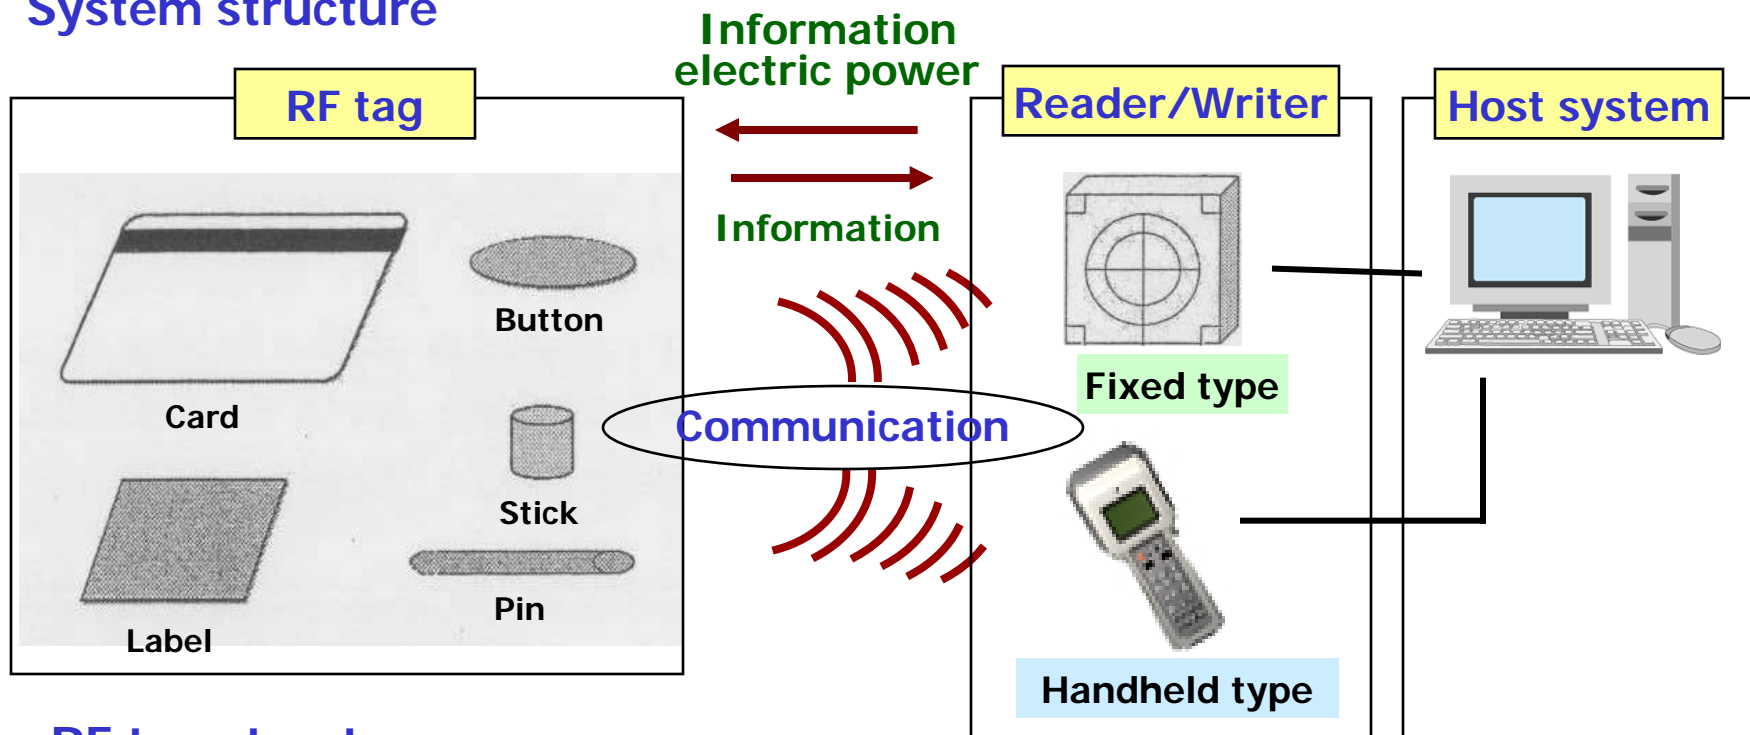 System structure
Information
electric power
RF tag
Reader/Writer
Host system
Information
Button
Fixed type
Card
Communication
Stick
Pin
Label
Handheld type